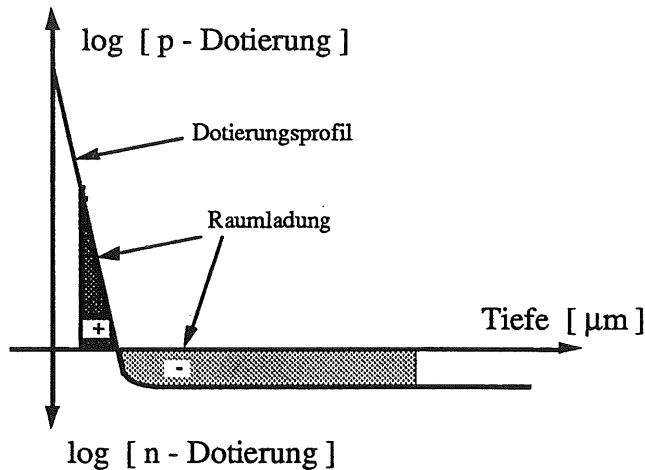 log [ p - Dotierung ]
Dotierungsprofil
Raumladung
+
Tiefe [ µm ]
-
log [ n - Dotierung ]